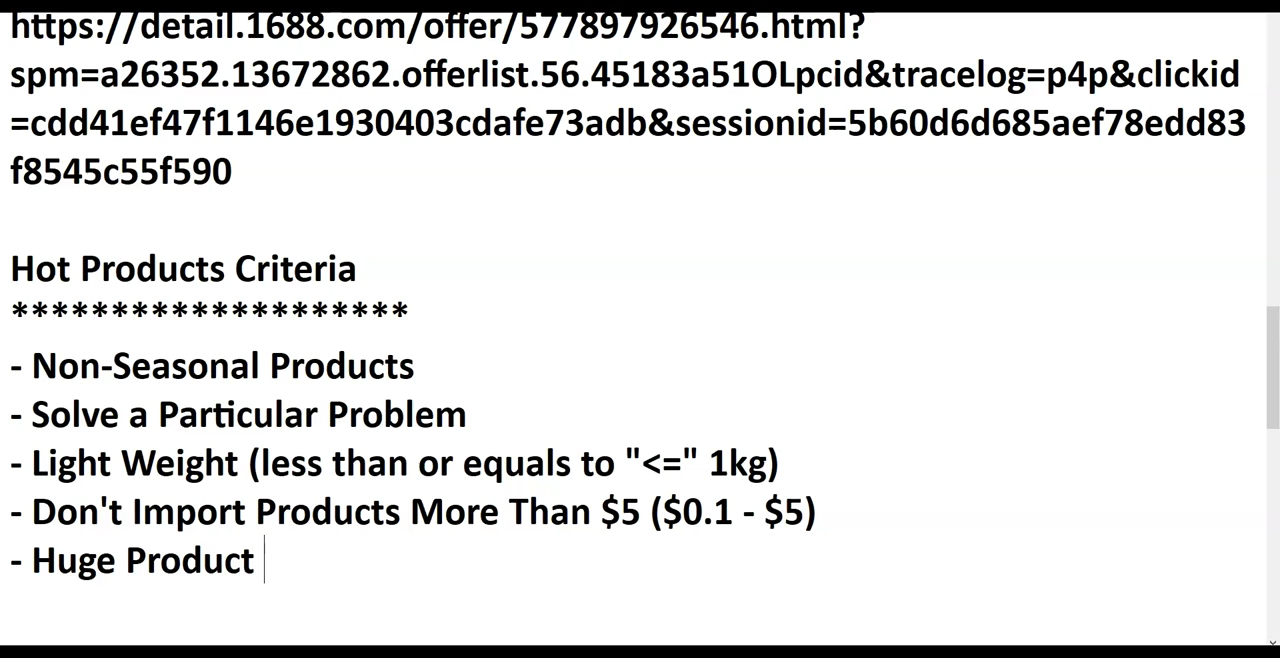 https://detail.1688.com/offer/577897926546.html?
spm=a26352.13672862.offerlist.56.45183a51OLpcid&tracelog=p4p&clickid
=cdd41ef47f1146e1930403cdafe73adb&sessionid=5b60d6d685aef78edd83
f8545c55f590
Hot Products Criteria
********************
- Non-Seasonal Products
- Solve a Particular Problem
- Light Weight (less than or equals to "<=" 1kg)
- Don't Import Products More Than $5 ($0.1 - $5)
- Huge Product